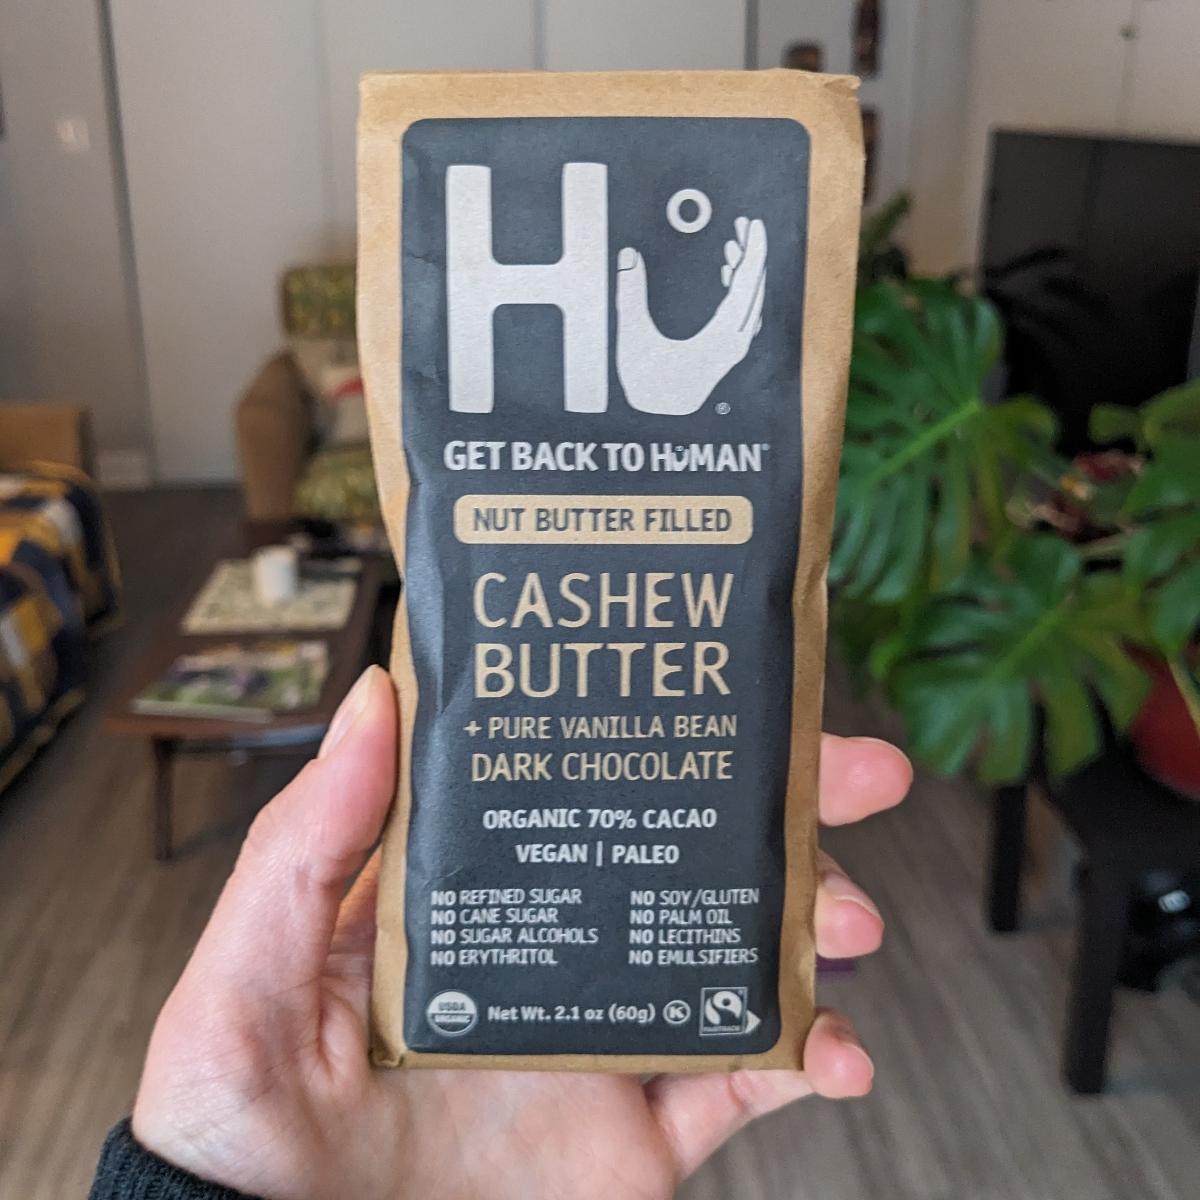 Hu
®
GET BACK TO HUMAN®
NUT BUTTER FILLED
CASHEW
BUTTER
+ PURE VANILLA BEAN
DARK CHOCOLATE
ORGANIC 70% CACAO
VEGAN | PALEO
NO REFINED SUGAR
NO CANE SUGAR
NO SUGAR ALCOHOLS
NO ERYTHRITOL
NO SOY/GLUTEN
NO PALM OIL
NO LECITHINS
NO EMULSIFIERS
USDA
ORGANIC
Net Wt. 2.1 oz (60g)
K
FAIRTRADE